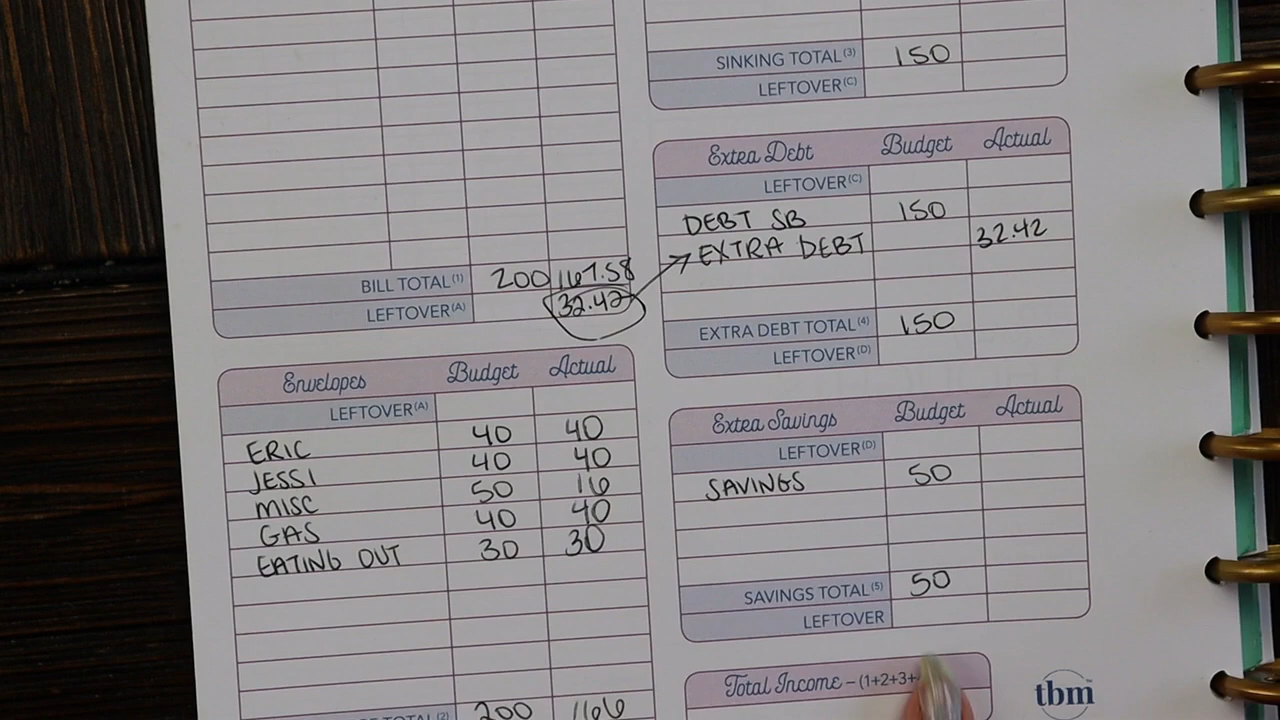 BILL TOTAL(1) 200 167.58
LEFTOVER(A) 32.42
Envelopes Budget Actual
LEFTOVER(A)
ERIC 40 40
JESSI 40 40
MISC 50 16
GAS 40 40
EATING OUT 30 30
TOTAL(2) 200 166
SINKING TOTAL(3) 150
LEFTOVER(C)
Extra Debt Budget Actual
LEFTOVER(C)
DEBT SB 150
EXTRA DEBT 32.42
EXTRA DEBT TOTAL(4) 150
LEFTOVER(D)
Extra Savings Budget Actual
LEFTOVER(D)
SAVINGS 50
SAVINGS TOTAL(5) 50
LEFTOVER
Total Income – (1+2+3+
tbm